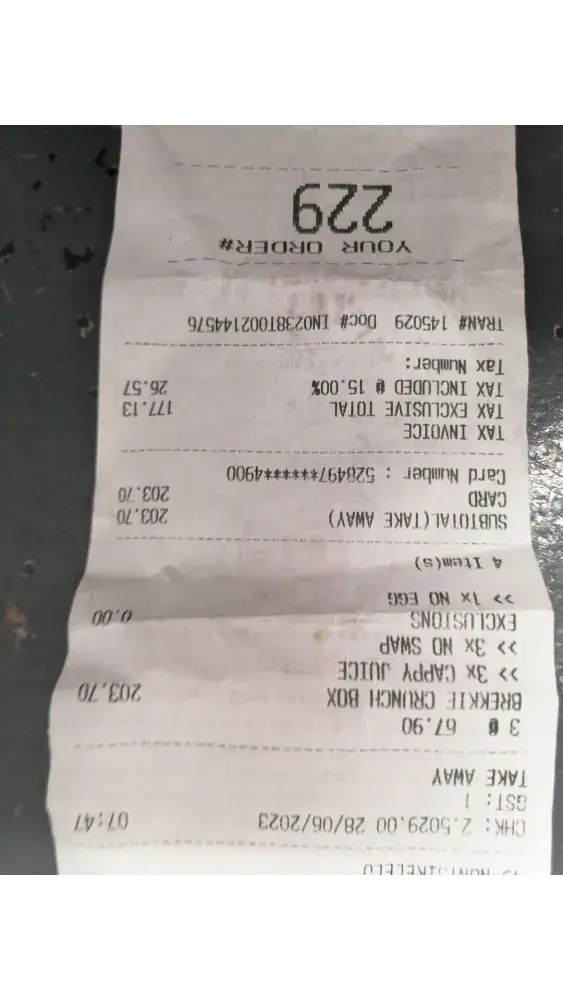 CHK: 2.5029.00 28/06/2023 07:47
GST: 1
TAKE AWAY
3 @ 67.90
BREKKIE CRUNCH BOX 203.70
>> 3x CAPPY JUICE
>> 3x NO SWAP
EXCLUSIONS 0.00
>> 1x NO EGG
4 Item(s)
SUBTOTAL(TAKE AWAY) 203.70
CARD 203.70
Card Number : 528497*******4900
TAX INVOICE
TAX EXCLUSIVE TOTAL 177.13
TAX INCLUDED @ 15.00% 26.57
Tax Number:
TRAN# 145029 Doc# IN0238T002144576
YOUR ORDER#
229